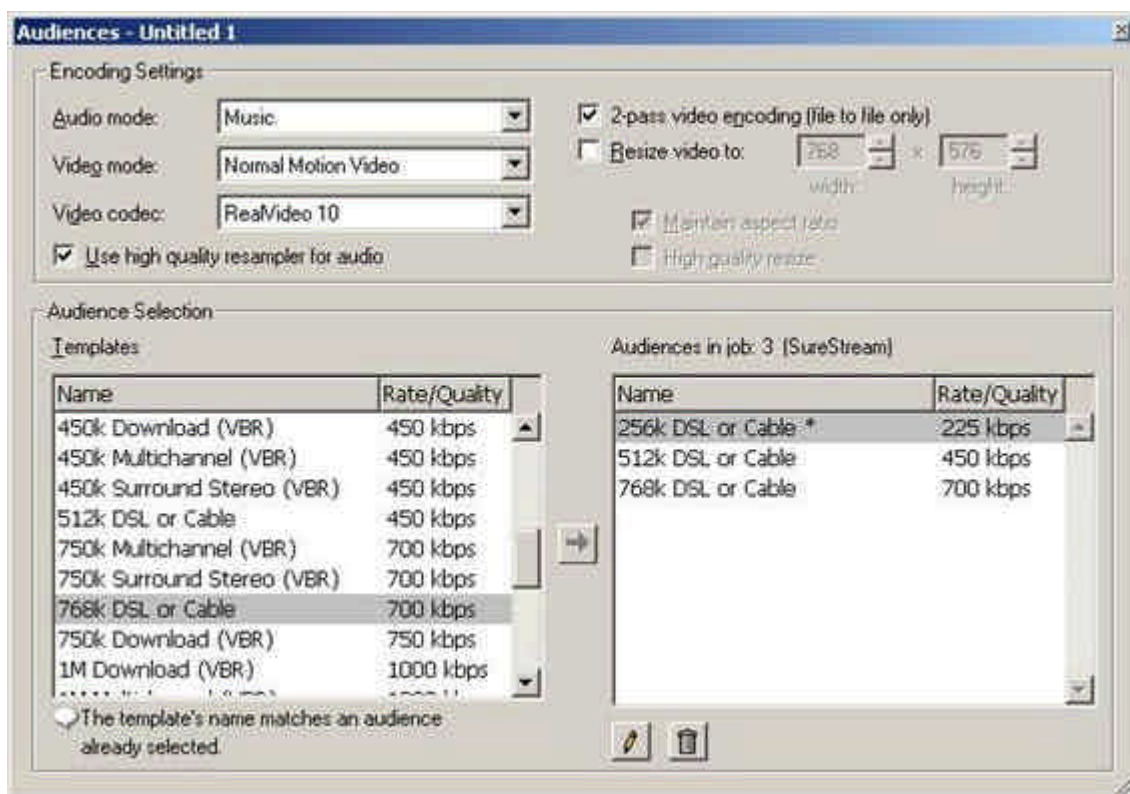 Audiences - Untitled 1
Encoding Settings
Audio mode: Music
Video mode: Normal Motion Video
Video codec: RealVideo 10
Use high quality resampler for audio
2-pass video encoding (file to file only)
Resize video to: 768 x 576
width: height:
Maintain aspect ratio
High quality resize
Audience Selection
Templates
Name Rate/Quality
450k Download (VBR) 450 kbps
450k Multichannel (VBR) 450 kbps
450k Surround Stereo (VBR) 450 kbps
512k DSL or Cable 450 kbps
750k Multichannel (VBR) 700 kbps
750k Surround Stereo (VBR) 700 kbps
768k DSL or Cable 700 kbps
750k Download (VBR) 750 kbps
1M Download (VBR) 1000 kbps
The template's name matches an audience
already selected.
Audiences in job: 3 (SureStream)
Name Rate/Quality
256k DSL or Cable * 225 kbps
512k DSL or Cable 450 kbps
768k DSL or Cable 700 kbps